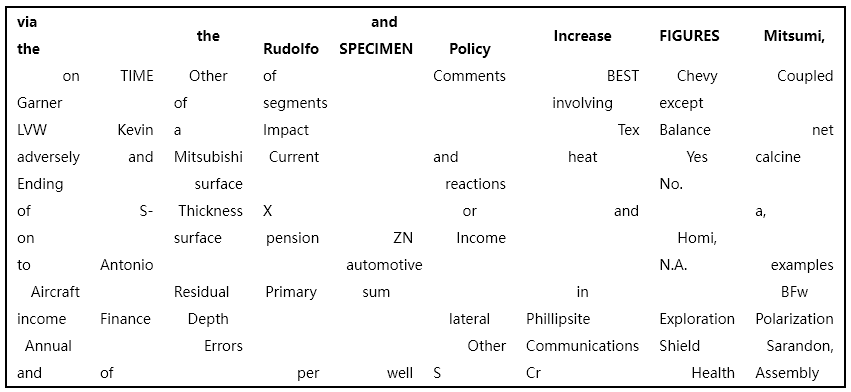 via the the Rudolfo and SPECIMEN Policy Increase FIGURES Mitsumi,
on TIME Other of Comments BEST Chevy Coupled
Garner of segments involving except
LVW Kevin a Impact Tex Balance net
adversely and Mitsubishi Current and heat Yes calcine
Ending surface reactions No.
of S- Thickness X or and a,
on surface pension ZN Income Homi,
to Antonio automotive N.A. examples
Aircraft Residual Primary sum in BFw
income Finance Depth lateral Phillipsite Exploration Polarization
Annual Errors Other Communications Shield Sarandon,
and of per well S Cr Health Assembly